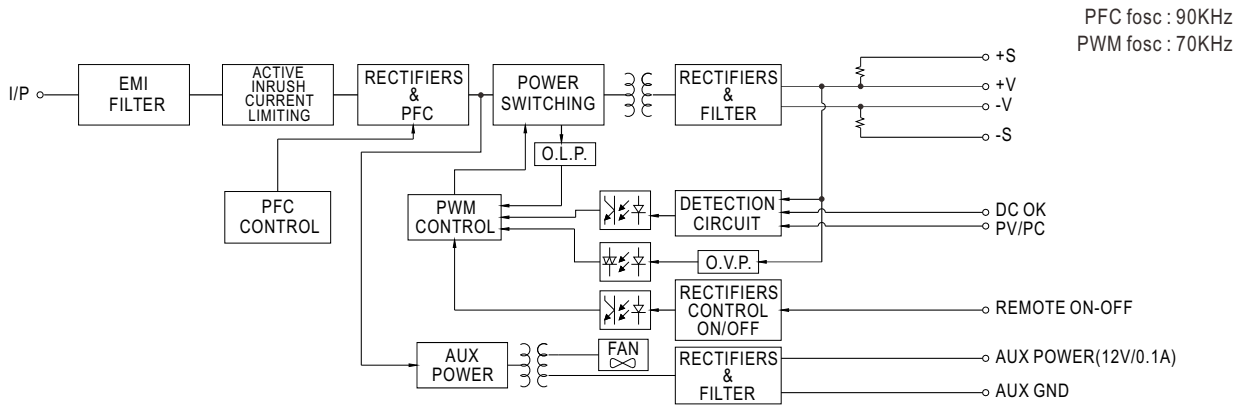 PFC fosc : 90KHz
PWM fosc : 70KHz
I/P
EMI
FILTER
ACTIVE
INRUSH
CURRENT
LIMITING
RECTIFIERS
&
PFC
POWER
SWITCHING
RECTIFIERS
&
FILTER
+S
+V
-V
-S
O.L.P.
PFC
CONTROL
PWM
CONTROL
DETECTION
CIRCUIT
DC OK
PV/PC
O.V.P.
RECTIFIERS
CONTROL
ON/OFF
REMOTE ON-OFF
AUX
POWER
FAN
RECTIFIERS
&
FILTER
AUX POWER(12V/0.1A)
AUX GND